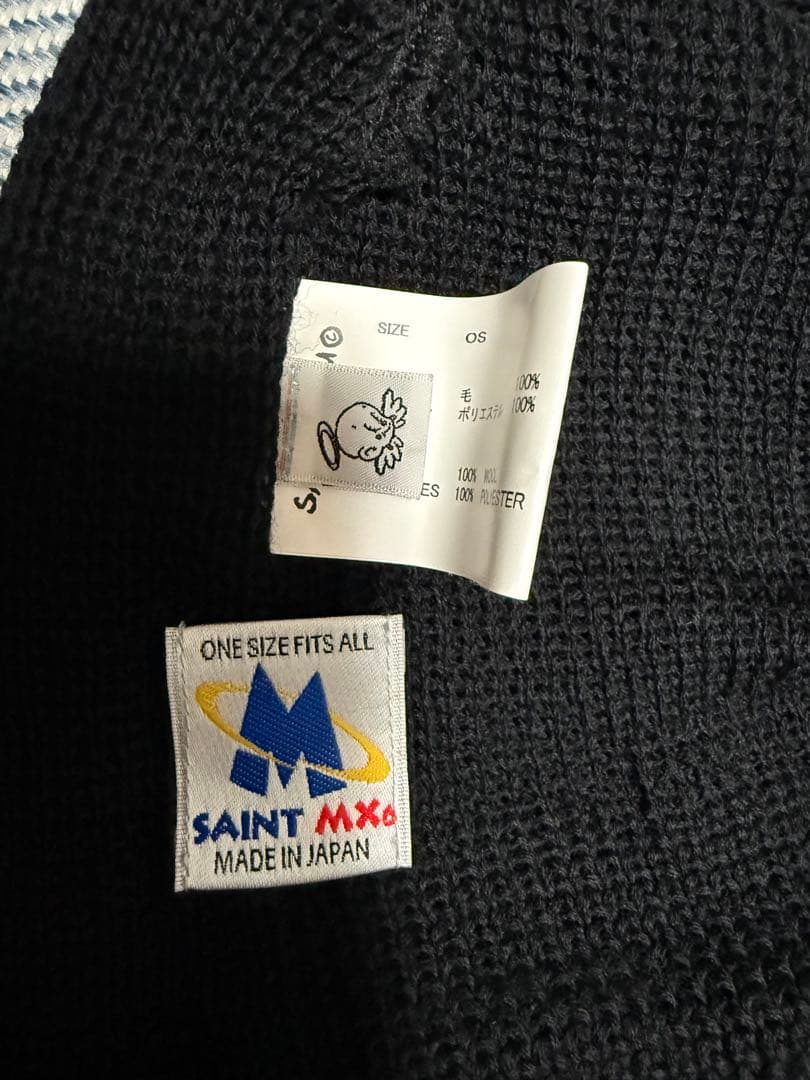 SIZE OS
毛 100%
ポリエステル 100%
100% WOOL
ES 100% POLYESTER
ONE SIZE FITS ALL
M
SAINT MX6
MADE IN JAPAN